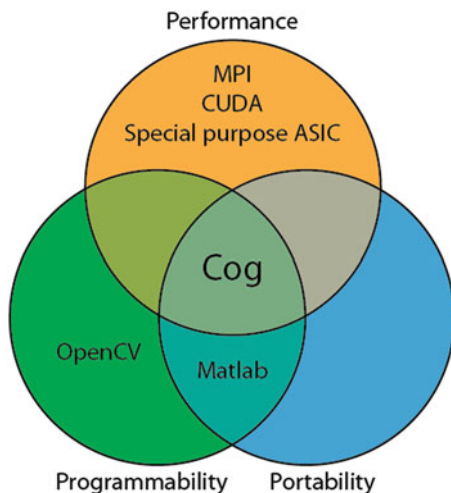 Performance
MPI
CUDA
Special purpose ASIC
Cog
OpenCV
Matlab
Programmability
Portability